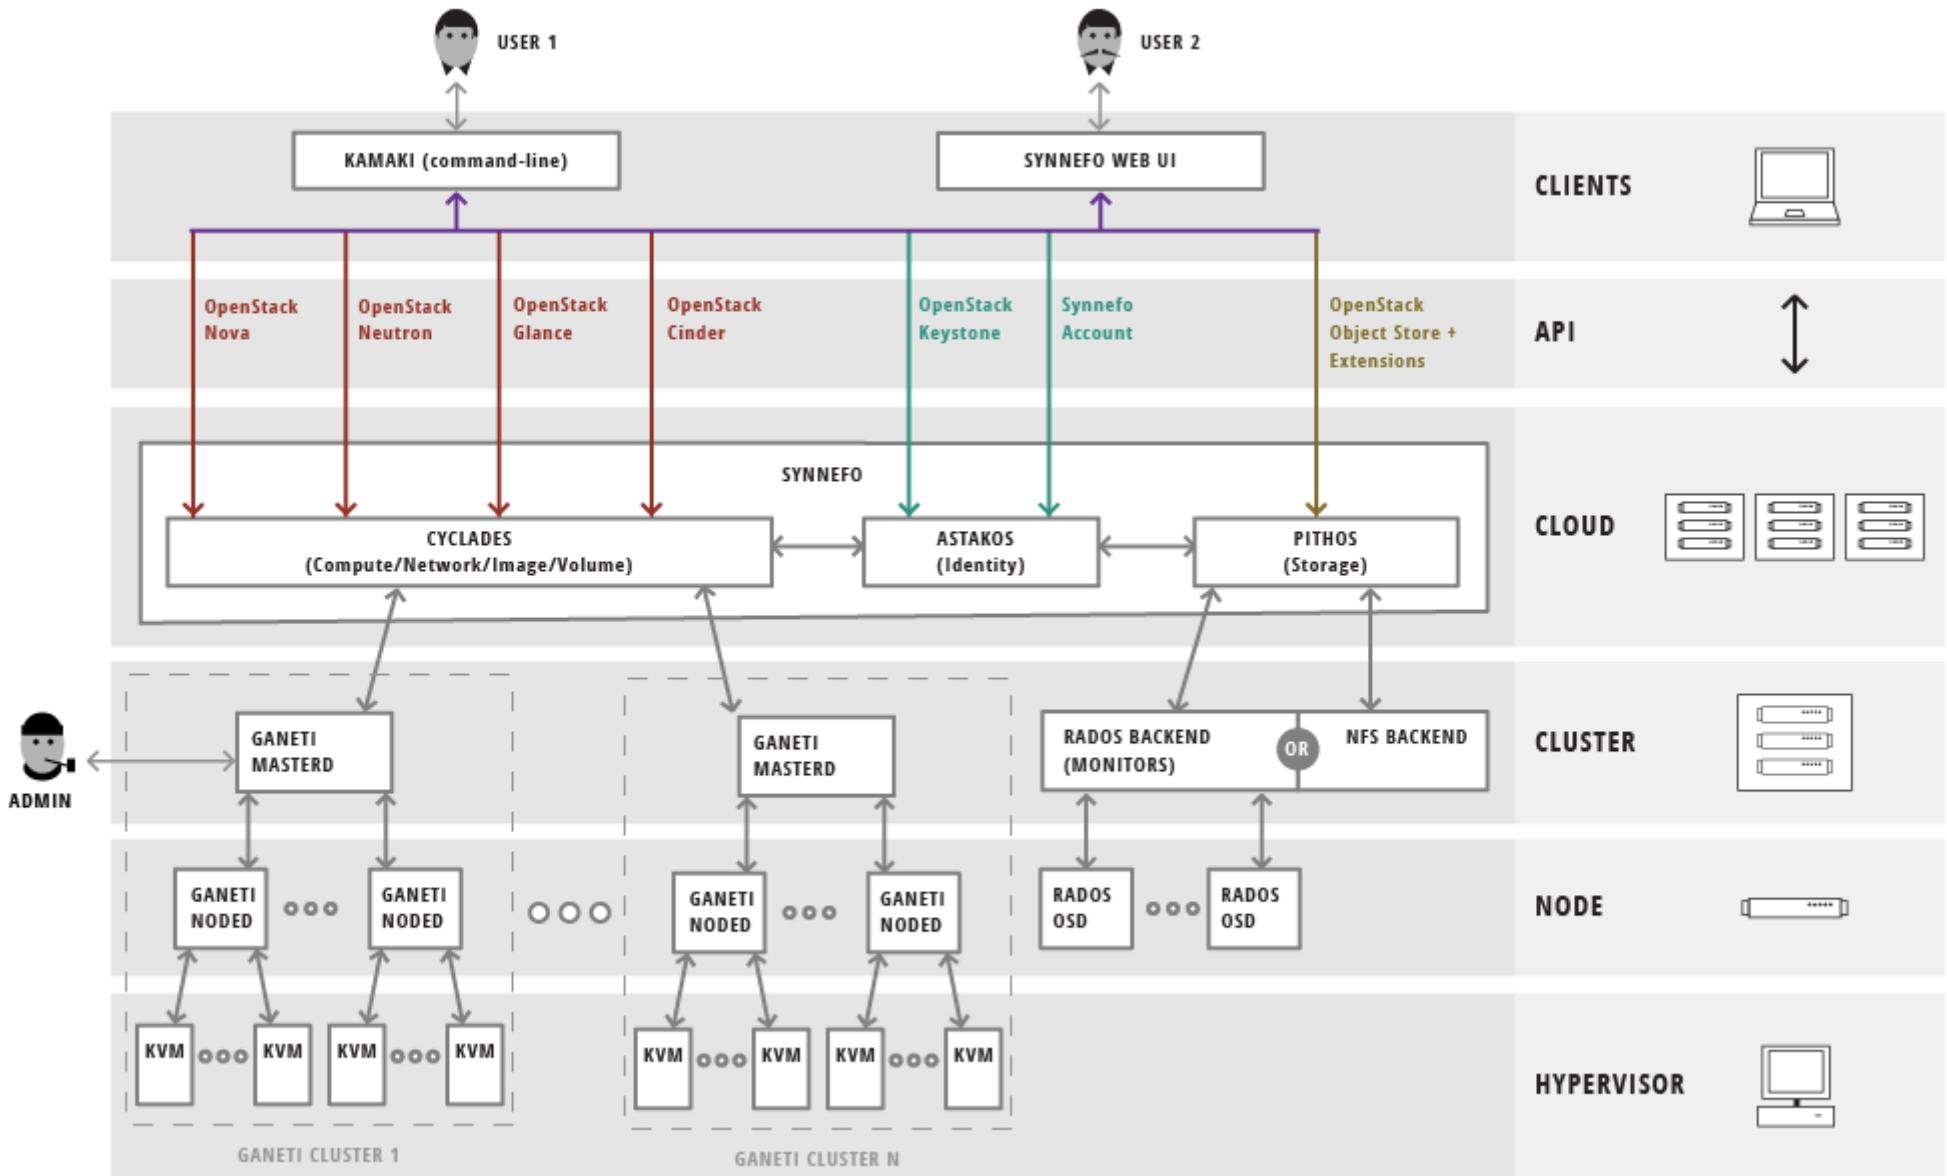 USER 1
USER 2
KAMAKI (command-line)
SYNNEFO WEB UI
CLIENTS
OpenStack
Nova
OpenStack
Neutron
OpenStack
Glance
OpenStack
Cinder
OpenStack
Keystone
Synnefo
Account
OpenStack
Object Store +
Extensions
API
SYNNEFO
CYCLADES
(Compute/Network/Image/Volume)
ASTAKOS
(Identity)
PITHOS
(Storage)
CLOUD
ADMIN
GANETI
MASTERD
GANETI
MASTERD
RADOS BACKEND
(MONITORS)
OR
NFS BACKEND
CLUSTER
GANETI
NODED
GANETI
NODED
GANETI
NODED
GANETI
NODED
RADOS
OSD
RADOS
OSD
NODE
KVM
KVM
KVM
KVM
KVM
KVM
KVM
KVM
HYPERVISOR
GANETI CLUSTER 1
GANETI CLUSTER N